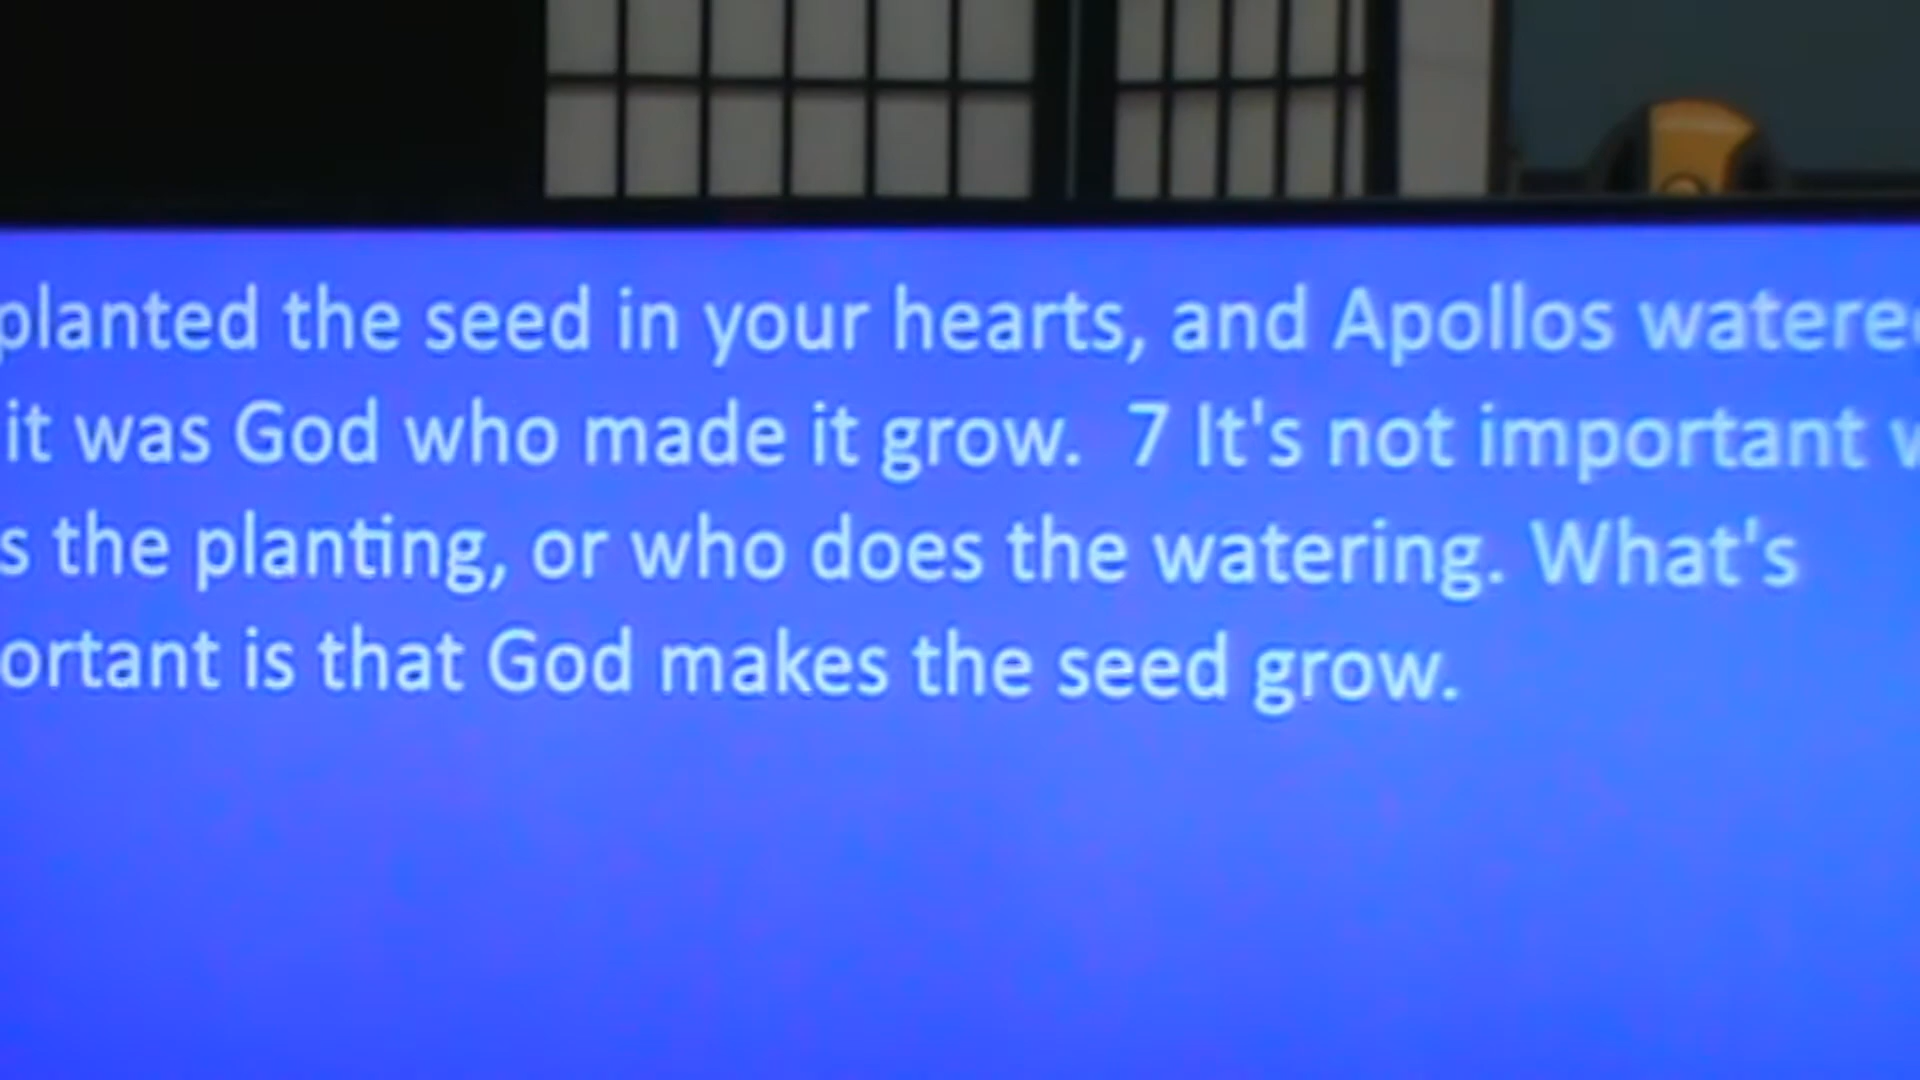 planted the seed in your hearts, and Apollos watere
it was God who made it grow. 7 It's not important
s the planting, or who does the watering. What's
ortant is that God makes the seed grow.